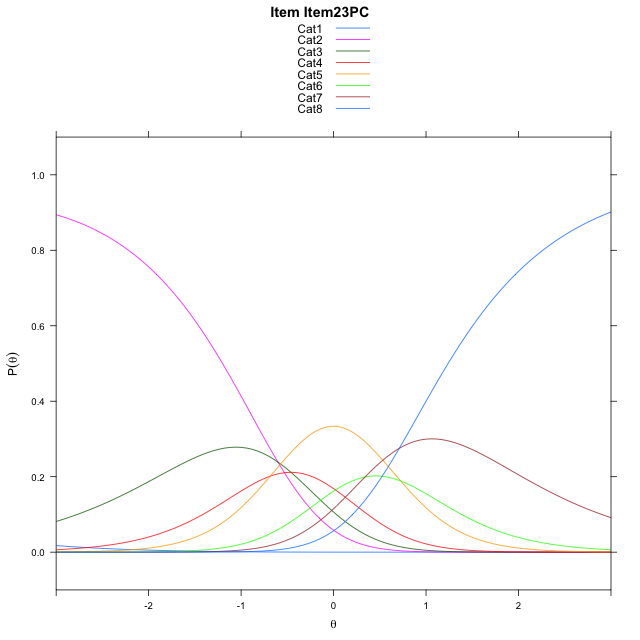 Item Item23PC
Cat1
Cat2
Cat3
Cat4
Cat5
Cat6
Cat7
Cat8
1.0
0.8
0.6
0.4
0.2
0.0
P(θ)
-2 -1 0 1 2
θ